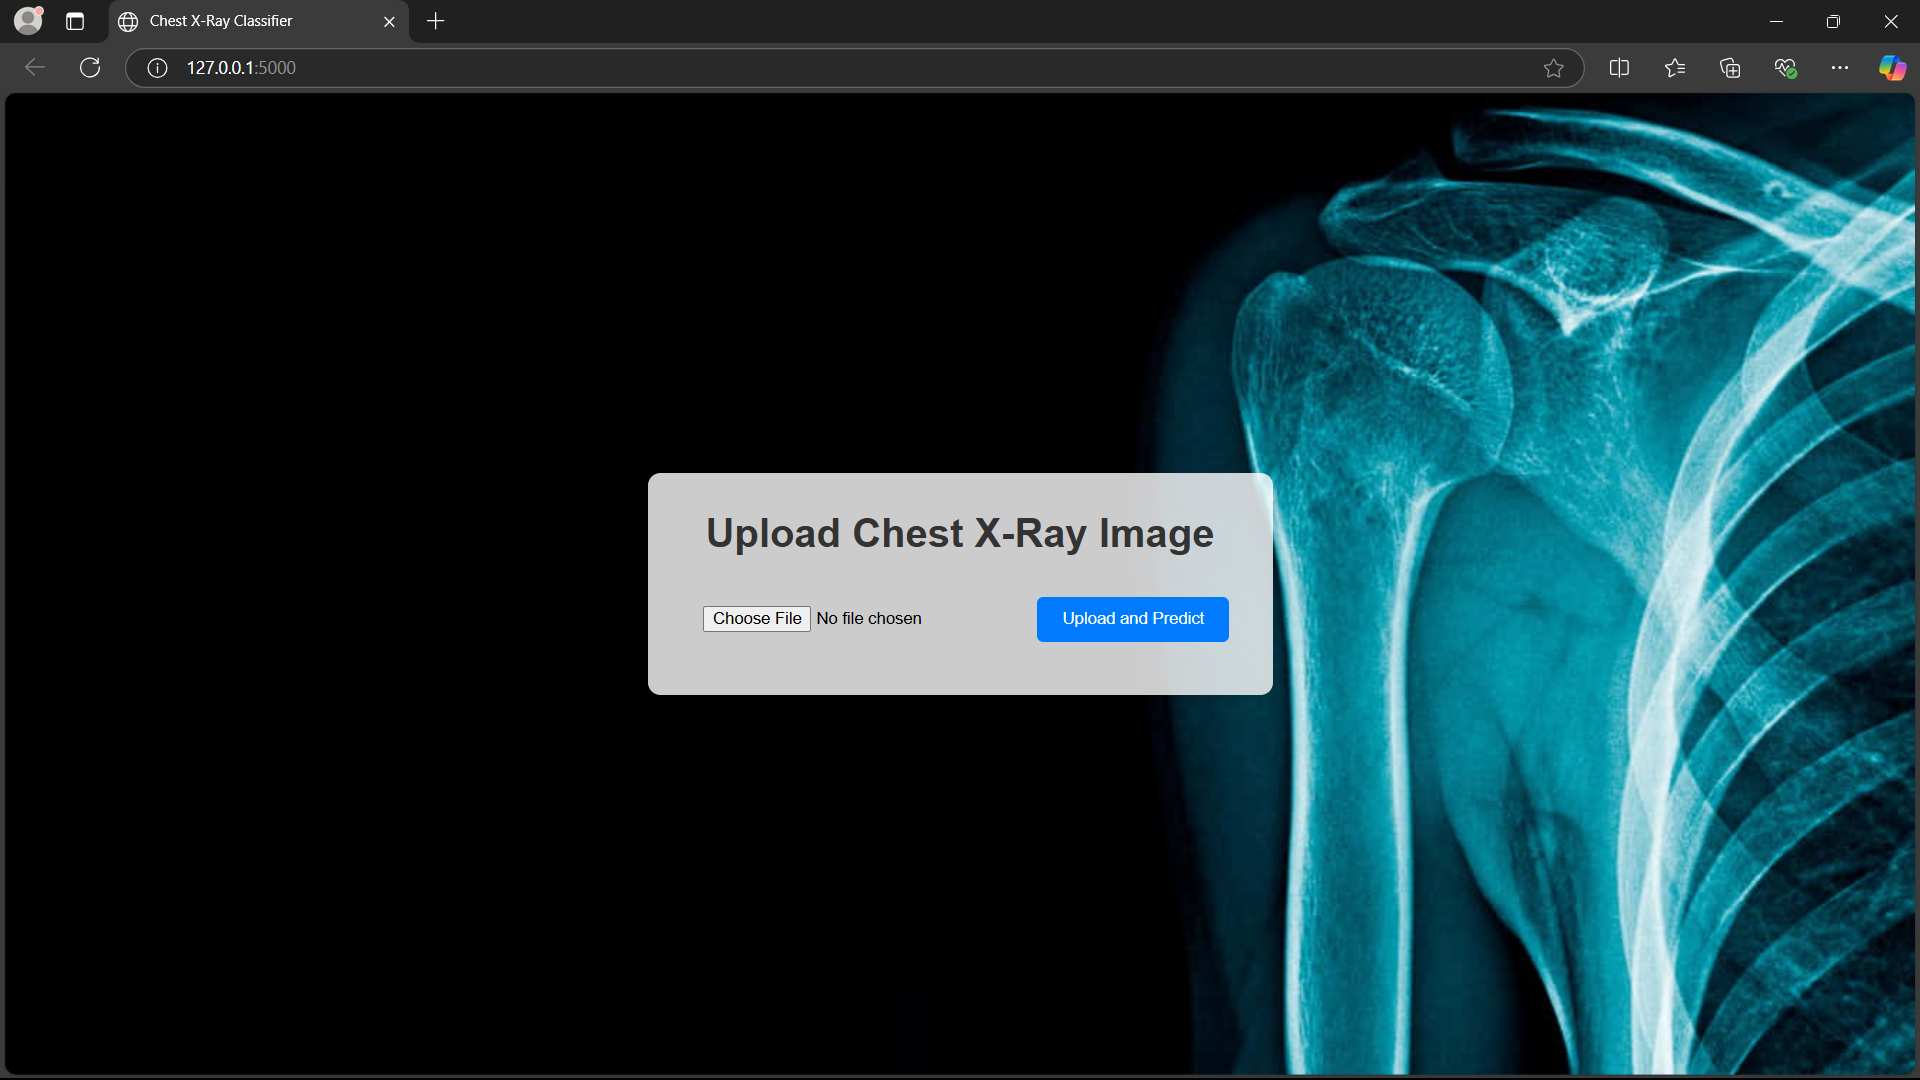 Chest X-Ray Classifier
127.0.0.1:5000
Upload Chest X-Ray Image
Choose File No file chosen
Upload and Predict